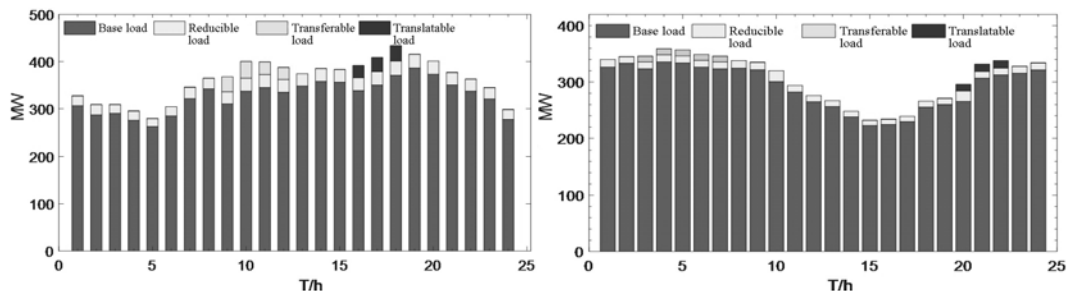 500
400
300
200
100
0
MW
Base load
Reducible
load
Transferable
load
Translatable
load
0 5 10 15 20 25
T/h
400
300
200
100
0
MW
Base load
Reducible
load
Transferable
load
Translatable
load
0 5 10 15 20 25
T/h